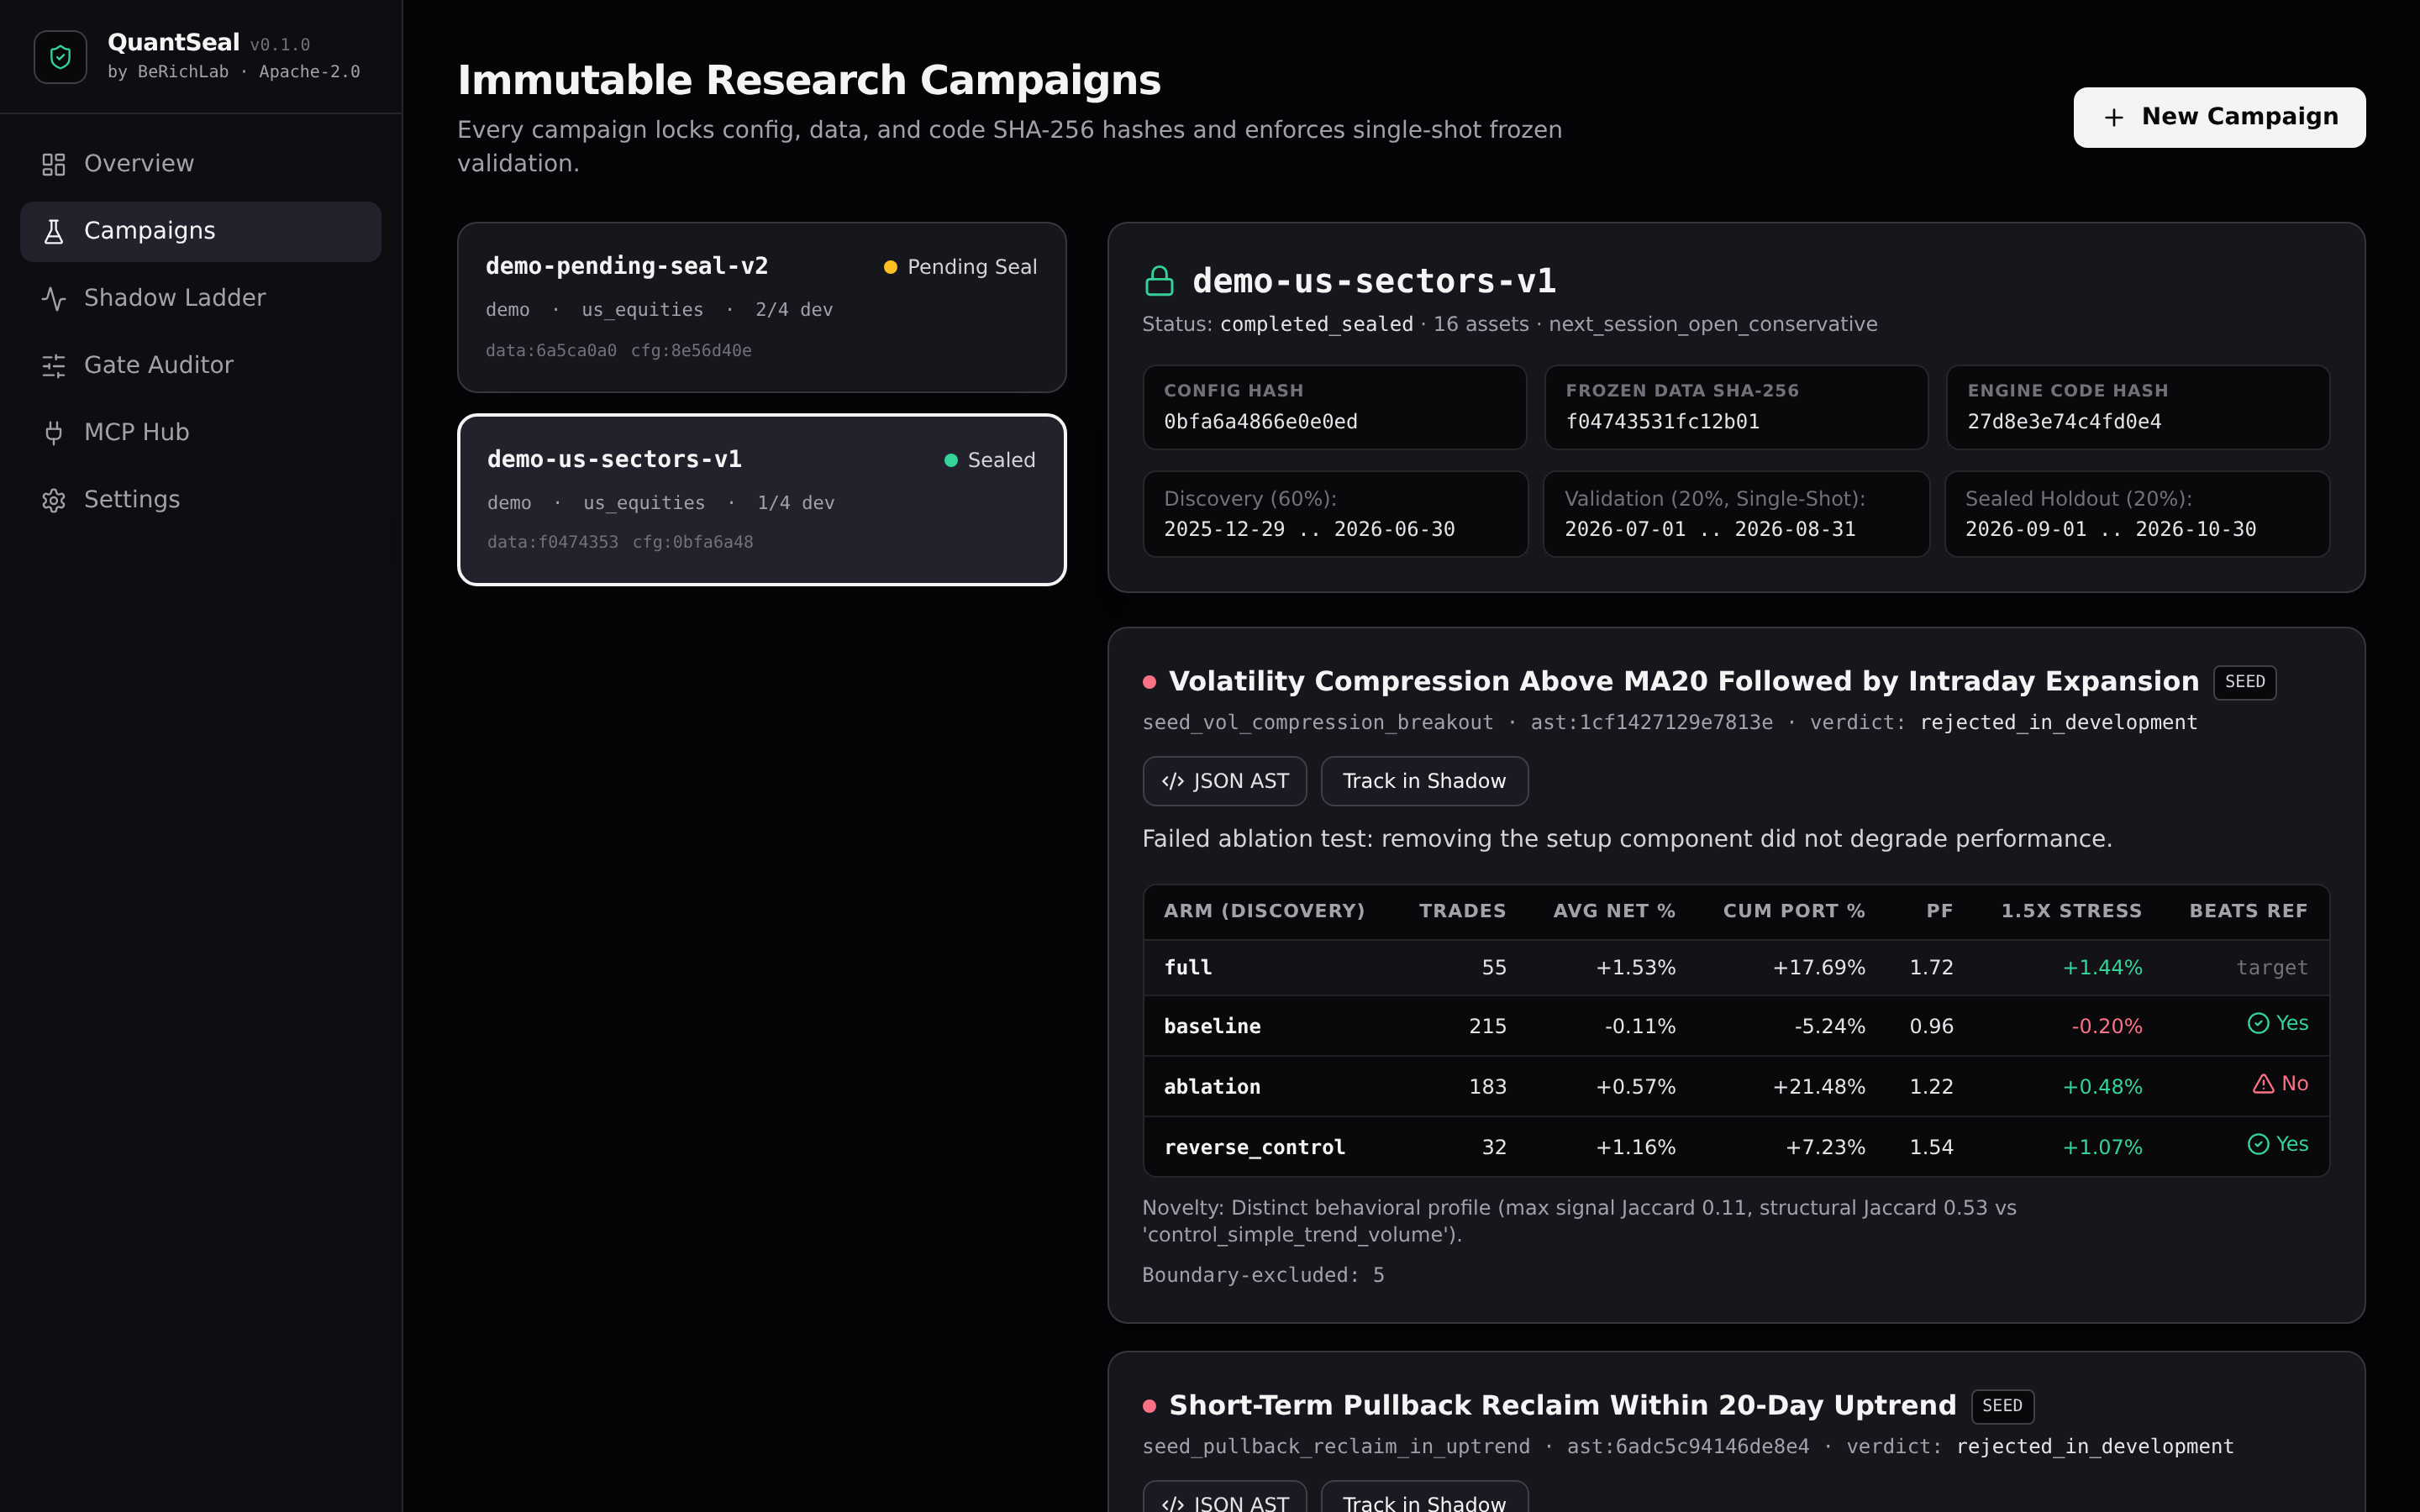 QuantSeal v0.1.0
by BeRichLab · Apache-2.0
Overview
Campaigns
Shadow Ladder
Gate Auditor
MCP Hub
Settings
Immutable Research Campaigns
Every campaign locks config, data, and code SHA-256 hashes and enforces single-shot frozen
validation.
+ New Campaign
demo-pending-seal-v2 Pending Seal
demo · us_equities · 2/4 dev
data:6a5ca0a0 cfg:8e56d40e
demo-us-sectors-v1 Sealed
demo · us_equities · 1/4 dev
data:f0474353 cfg:0bfa6a48
demo-us-sectors-v1
Status: completed_sealed · 16 assets · next_session_open_conservative
CONFIG HASH FROZEN DATA SHA-256 ENGINE CODE HASH
0bfa6a4866e0e0ed f04743531fc12b01 27d8e3e74c4fd0e4
Discovery (60%): Validation (20%, Single-Shot): Sealed Holdout (20%):
2025-12-29 .. 2026-06-30 2026-07-01 .. 2026-08-31 2026-09-01 .. 2026-10-30
Volatility Compression Above MA20 Followed by Intraday Expansion SEED
seed_vol_compression_breakout · ast:1cf1427129e7813e · verdict: rejected_in_development
JSON AST Track in Shadow
Failed ablation test: removing the setup component did not degrade performance.
ARM (DISCOVERY) TRADES AVG NET % CUM PORT % PF 1.5X STRESS BEATS REF
full 55 +1.53% +17.69% 1.72 +1.44% target
baseline 215 -0.11% -5.24% 0.96 -0.20% Yes
ablation 183 +0.57% +21.48% 1.22 +0.48% No
reverse_control 32 +1.16% +7.23% 1.54 +1.07% Yes
Novelty: Distinct behavioral profile (max signal Jaccard 0.11, structural Jaccard 0.53 vs
'control_simple_trend_volume').
Boundary-excluded: 5
Short-Term Pullback Reclaim Within 20-Day Uptrend SEED
seed_pullback_reclaim_in_uptrend · ast:6adc5c94146de8e4 · verdict: rejected_in_development
JSON AST Track in Shadow